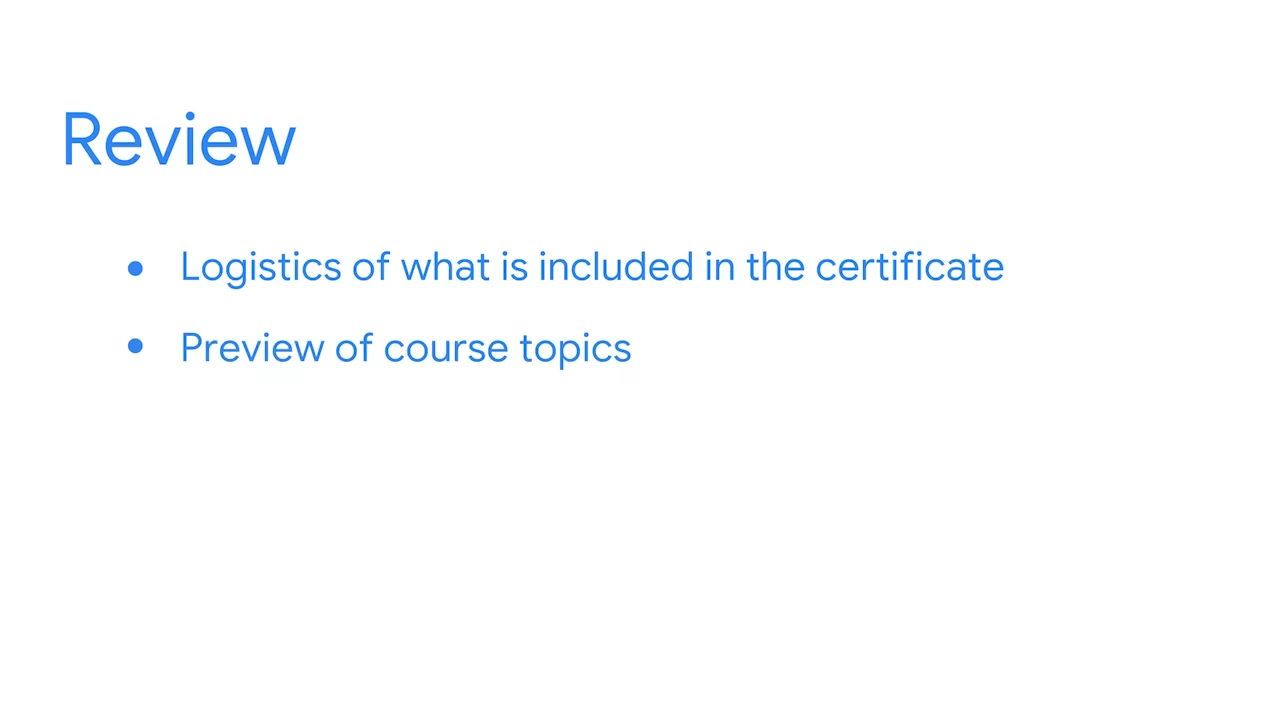 Review
• Logistics of what is included in the certificate
• Preview of course topics